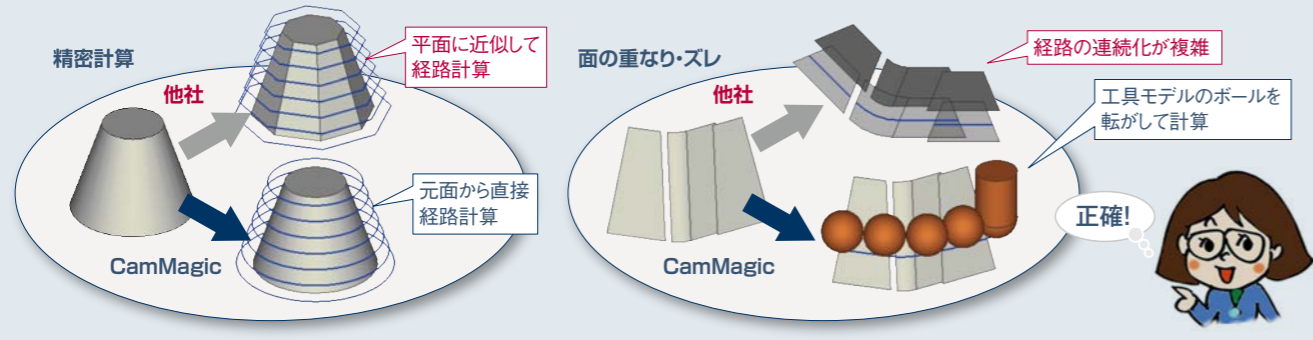 精密計算
他社
平面に近似して
経路計算
元面から直接
経路計算
CamMagic
面の重なり・ズレ
他社
経路の連続化が複雑
工具モデルのボールを
転がして計算
CamMagic
正確!